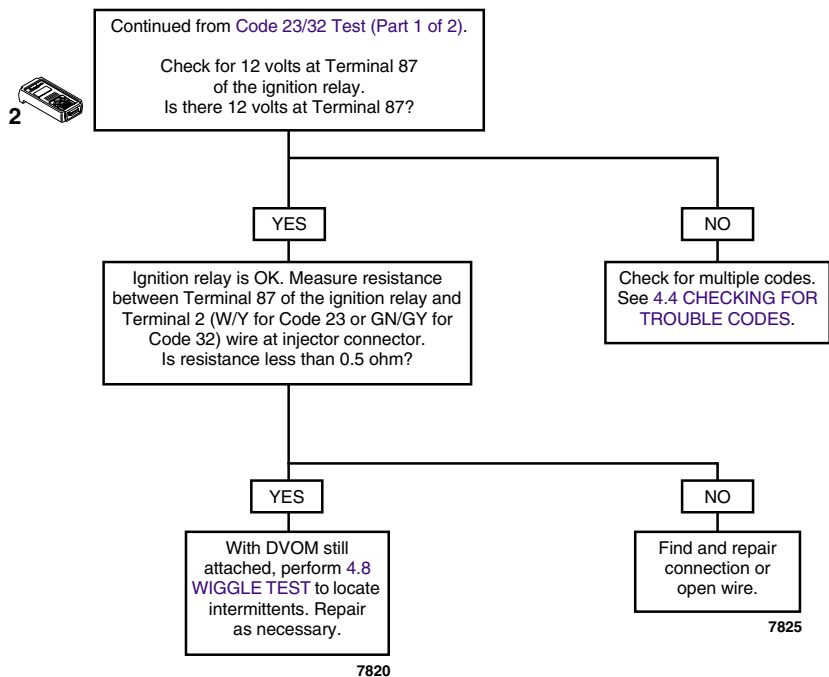 Continued from Code 23/32 Test (Part 1 of 2).
Check for 12 volts at Terminal 87
of the ignition relay.
Is there 12 volts at Terminal 87?
2
YES
NO
Ignition relay is OK. Measure resistance
between Terminal 87 of the ignition relay and
Terminal 2 (W/Y for Code 23 or GN/GY for
Code 32) wire at injector connector.
Is resistance less than 0.5 ohm?
Check for multiple codes.
See 4.4 CHECKING FOR
TROUBLE CODES.
YES
NO
With DVOM still
attached, perform 4.8
WIGGLE TEST to locate
intermittents. Repair
as necessary.
7820
Find and repair
connection or
open wire.
7825